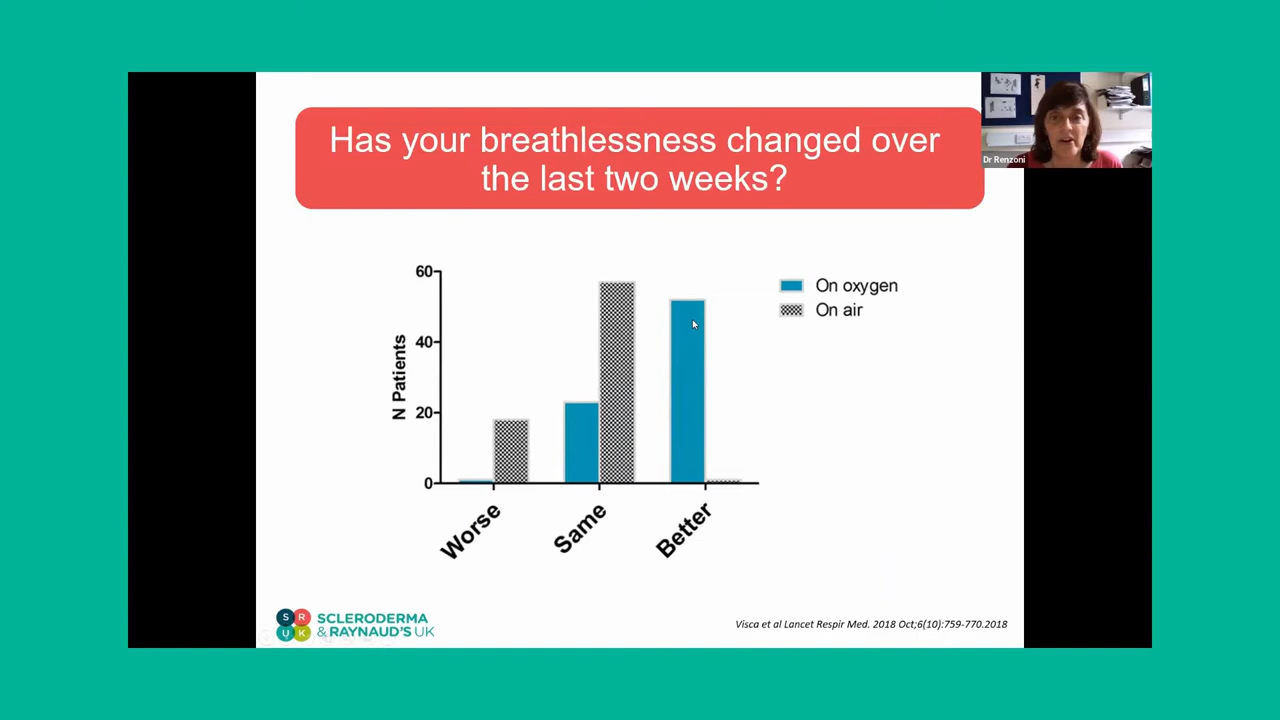 Has your breathlessness changed over
the last two weeks?
Dr Renzoni
60
40
20
0
N Patients
Worse
Same
Better
On oxygen
On air
S R
U K
SCLERODERMA
& RAYNAUD'S UK
Visca et al Lancet Respir Med. 2018 Oct;6(10):759-770.2018